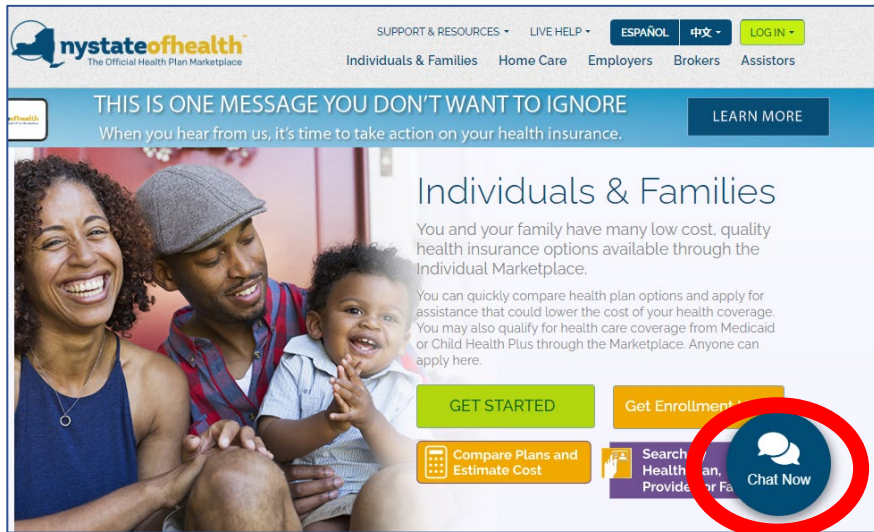 SUPPORT & RESOURCES LIVE HELP ESPAÑOL 中文 LOG IN
nystateofhealth™
The Official Health Plan Marketplace
Individuals & Families Home Care Employers Brokers Assistors
THIS IS ONE MESSAGE YOU DON'T WANT TO IGNORE
When you hear from us, it's time to take action on your health insurance.
LEARN MORE
Individuals & Families
You and your family have many low cost, quality
health insurance options available through the
Individual Marketplace.
You can quickly compare health plan options and apply for
assistance that could lower the cost of your health coverage.
You may also qualify for health care coverage from Medicaid
or Child Health Plus through the Marketplace. Anyone can
apply here.
GET STARTED
Get Enrollment
Compare Plans and
Estimate Cost
Search
Health Plan,
Provider or
Chat Now